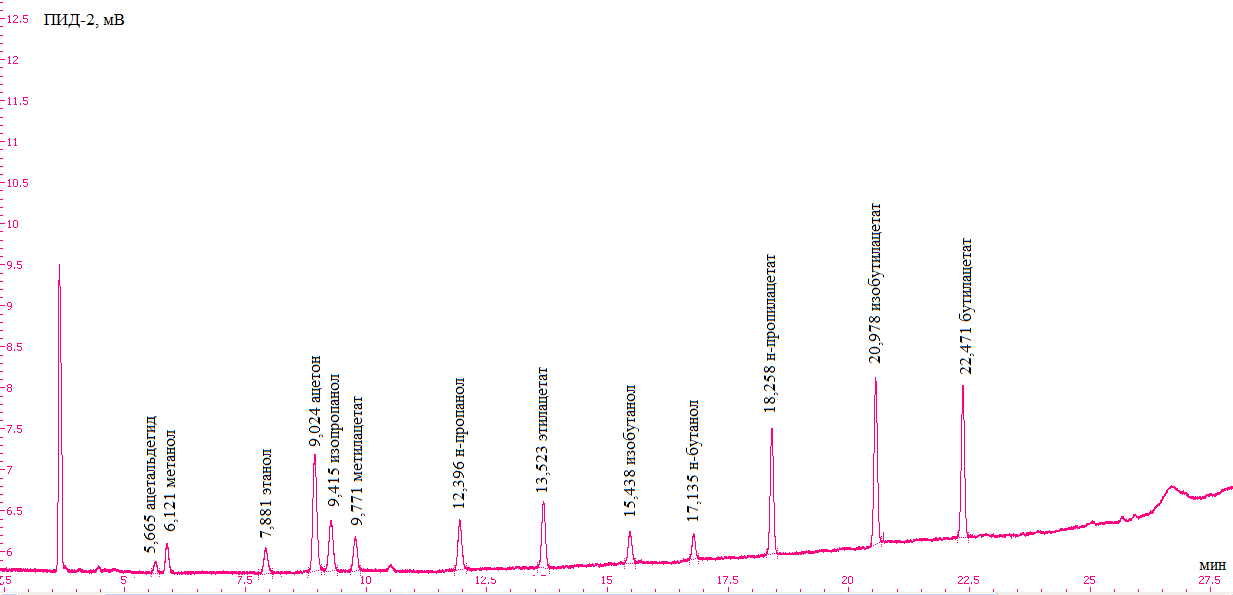 12.5
ПИД-2, мВ
12
11.5
11
10.5
10
9.5
9
8.5
8
7.5
7
6.5
6
5,665 ацетальдегид
6,121 метанол
7,881 этанол
9,024 ацетон
9,415 изопропанол
9,771 метилацетат
12,396 н-пропанол
13,523 этилацетат
15,438 изобутанол
17,135 н-бутанол
18,258 н-пропилацетат
20,978 изобутилацетат
22,471 бутилацетат
мин
.5 5 7.5 10 12.5 15 17.5 20 22.5 25 27.5